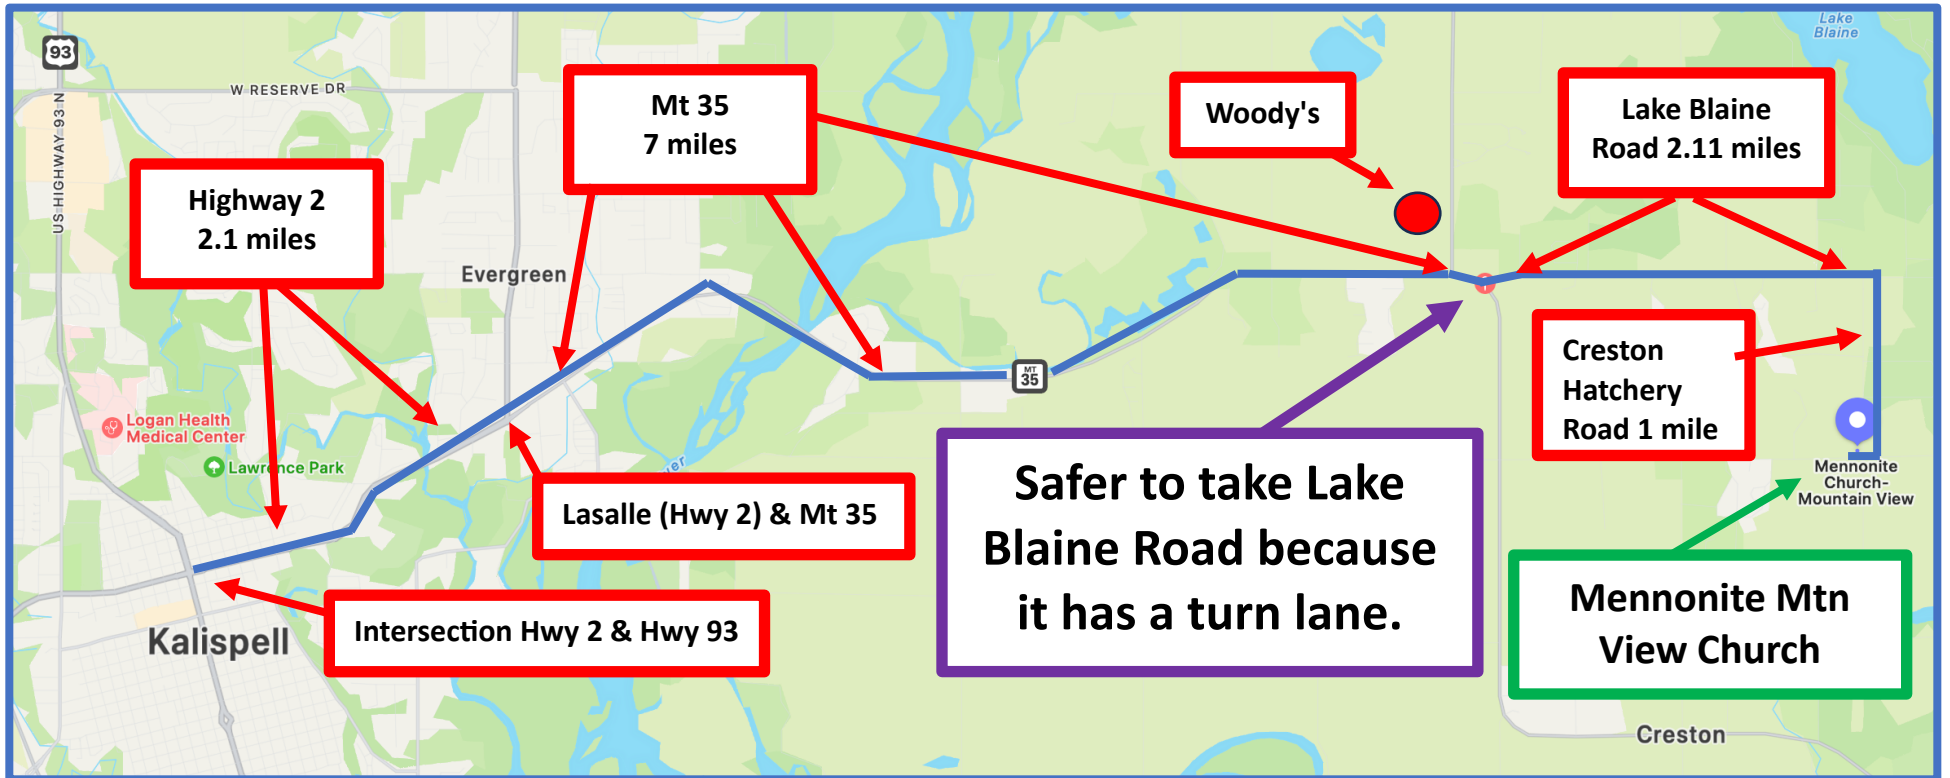 93
W RESERVE DR
US HIGHWAY 93 N
Lake
Blaine
Mt 35
7 miles
Woody's
Lake Blaine
Road 2.11 miles
Highway 2
2.1 miles
Evergreen
MT
35
Creston
Hatchery
Road 1 mile
Logan Health
Medical Center
Lawrence Park
Mennonite
Church-
Mountain View
Lasalle (Hwy 2) & Mt 35
Safer to take Lake
Blaine Road because
it has a turn lane.
Intersection Hwy 2 & Hwy 93
Kalispell
Mennonite Mtn
View Church
Creston